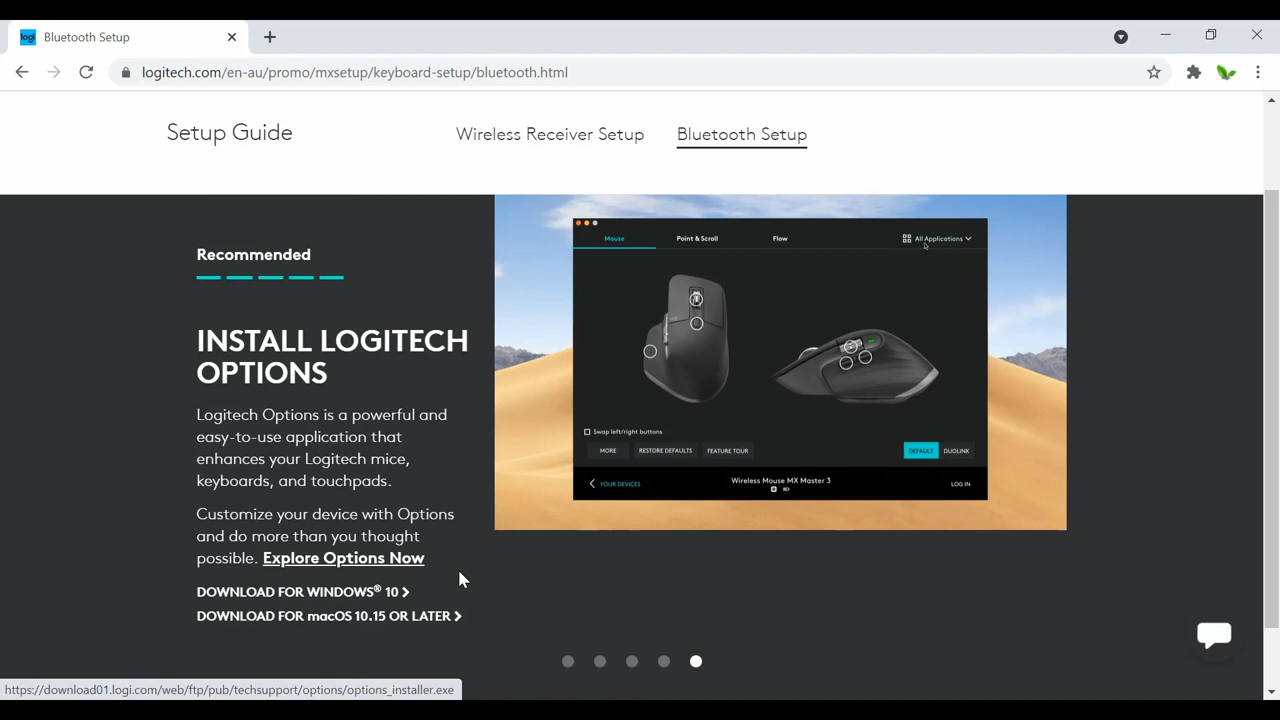 logi
Bluetooth Setup
logitech.com/en-au/promo/mxsetup/keyboard-setup/bluetooth.html
Setup Guide
Wireless Receiver Setup
Bluetooth Setup
Recommended
INSTALL LOGITECH
OPTIONS
Logitech Options is a powerful and
easy-to-use application that
enhances your Logitech mice,
keyboards, and touchpads.
Customize your device with Options
and do more than you thought
possible. Explore Options Now
DOWNLOAD FOR WINDOWS® 10 >
DOWNLOAD FOR macOS 10.15 OR LATER >
Mouse
Point & Scroll
Flow
All Applications
Swap left/right buttons
MORE
RESTORE DEFAULTS
FEATURE TOUR
DEFAULT
DUOLINK
YOUR DEVICES
Wireless Mouse MX Master 3
LOG IN
https://download01.logi.com/web/ftp/pub/techsupport/options/options_installer.exe